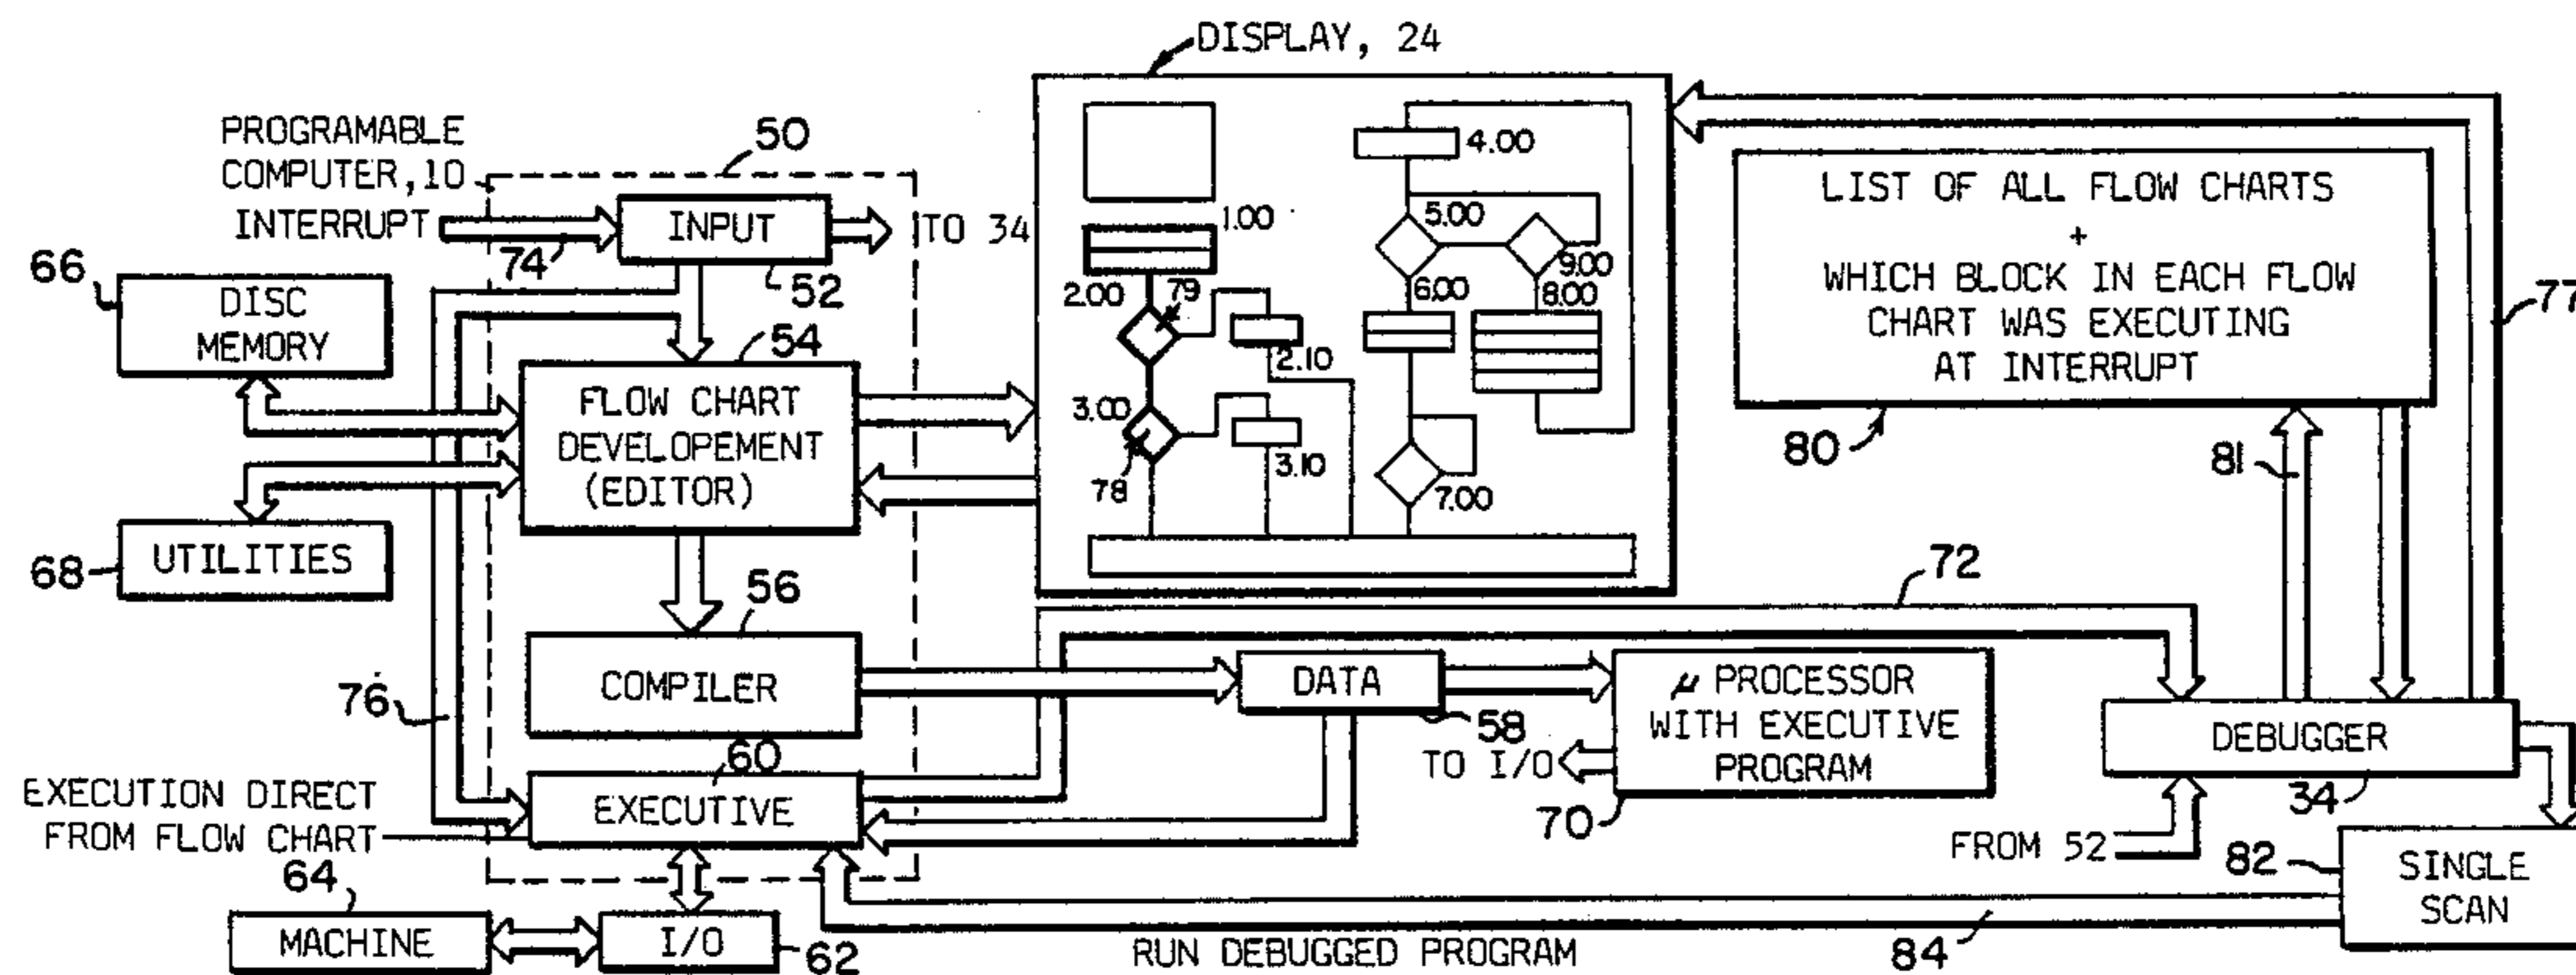 DISPLAY, 24
PROGRAMABLE
COMPUTER, 10
INTERRUPT
50
INPUT
TO 34
74
52
66
DISC
MEMORY
54
FLOW CHART
DEVELOPEMENT
(EDITOR)
68
UTILITIES
56
COMPILER
76
60
EXECUTIVE
EXECUTION DIRECT
FROM FLOW CHART
64
MACHINE
I/O
62
1.00
2.00
79
2.10
3.00
78
3.10
4.00
5.00
6.00
9.00
8.00
7.00
LIST OF ALL FLOW CHARTS
+
WHICH BLOCK IN EACH FLOW
CHART WAS EXECUTING
AT INTERRUPT
77
80
81
72
DATA
58
µ PROCESSOR
WITH EXECUTIVE
PROGRAM
TO I/O
70
DEBUGGER
34
FROM 52
82
SINGLE
SCAN
84
RUN DEBUGGED PROGRAM